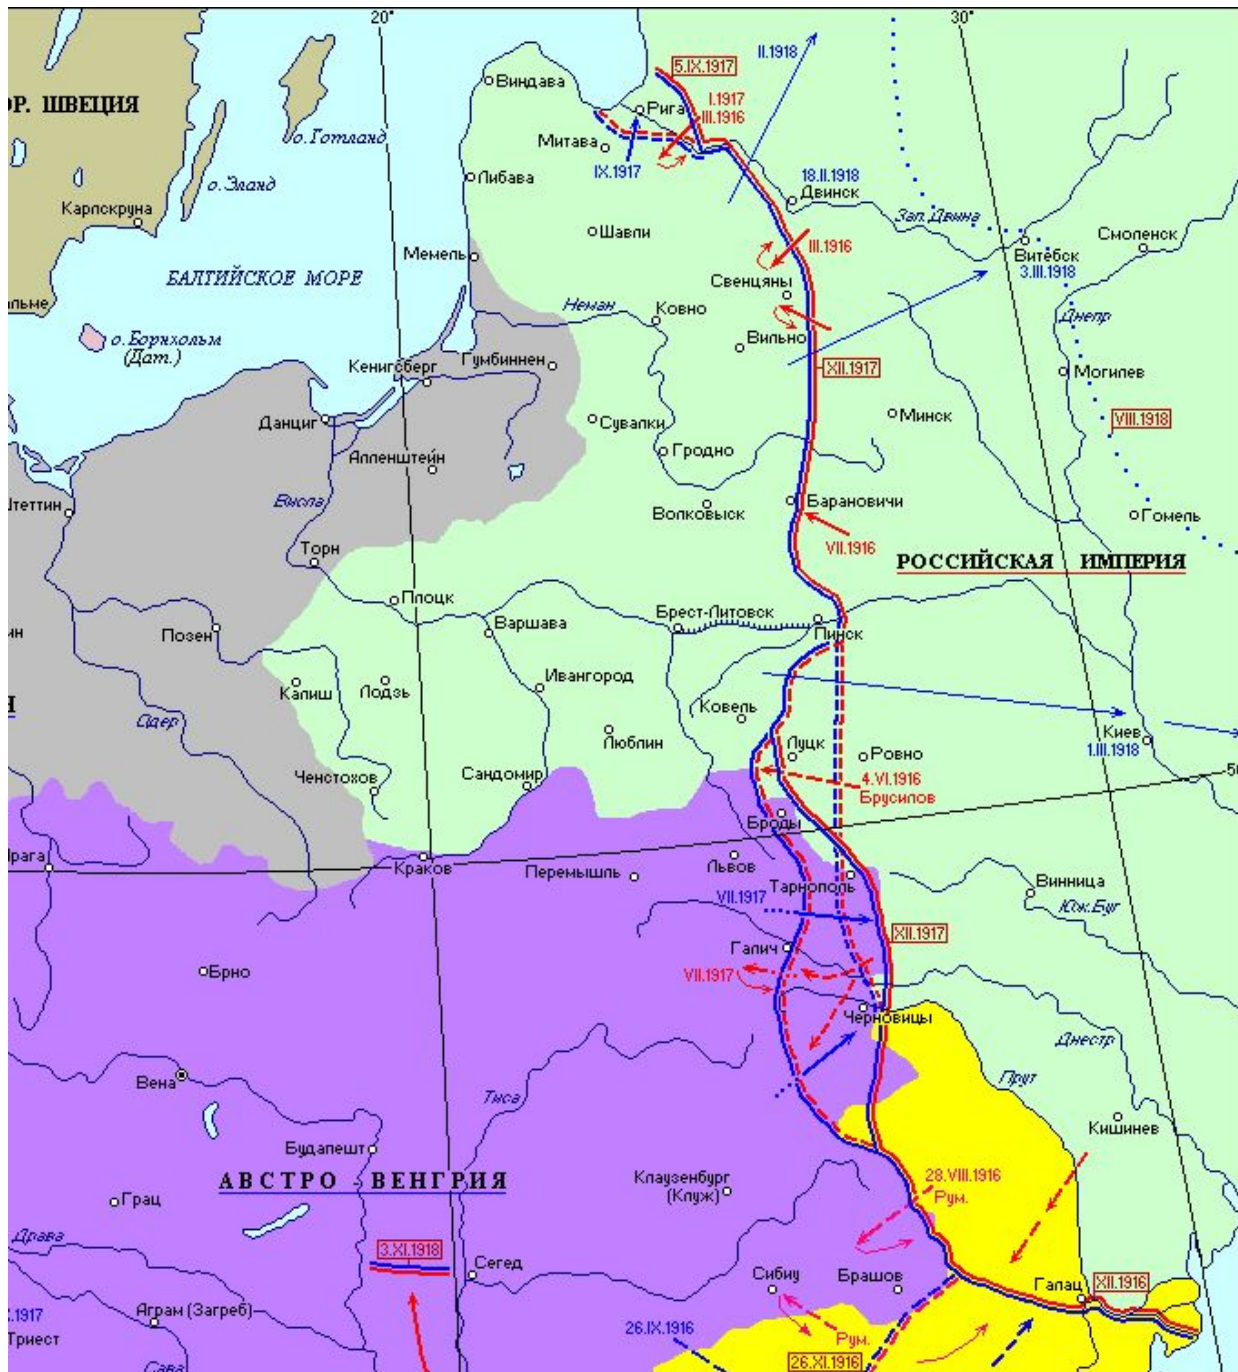 20°
30°
5.IX.1917
II.1918
Виндава
ОР. ШВЕЦИЯ
Рига
I.1917
III.1916
о.Готланд
Митава
IX.1917
18.II.1918
Двинск
Либава
о.Эланд
Карлскруна
Зап.Двина
Шавли
III.1916
Смоленск
Витебск
3.III.1918
Мемель
БАЛТИЙСКОЕ МОРЕ
Свенцяны
альме
Неман
Ковно
Днепр
о.Борнхольм
(Дат.)
Вильно
Кенигсберг
Гумбиннен
XII.1917
Могилев
Данциг
Сувалки
Минск
VIII.1918
Алленштейн
Гродно
Висла
Штеттин
Волковыск
Барановичи
Гомель
VII.1916
Торн
РОССИЙСКАЯ ИМПЕРИЯ
Плоцк
Брест-Литовск
ин
Позен
Варшава
Пинск
Калиш
Лодзь
Ивангород
Я
Одер
Ковель
Люблин
Луцк
Ровно
Киев
1.III.1918
Ченстохов
Сандомир
4.VI.1916
Брусилов
50
Броды
Прага
Краков
Перемышль
Львов
Тарнополь
Винница
VII.1917
Юж.Буг
XII.1917
Галич
Брно
VII.1917
Черновицы
Днестр
Вена
Прут
Тиса
Кишинев
Будапешт
АВСТРО - ВЕНГРИЯ
Клаузенбург
(Клуж)
28.VIII.1916
Рум.
Грац
Драва
3.XI.1918
Сегед
Сибиу
Брашов
Галац
XII.1916
Аграм (Загреб)
.1917
Триест
26.IX.1916
Рум.
26.XI.1916
Сава